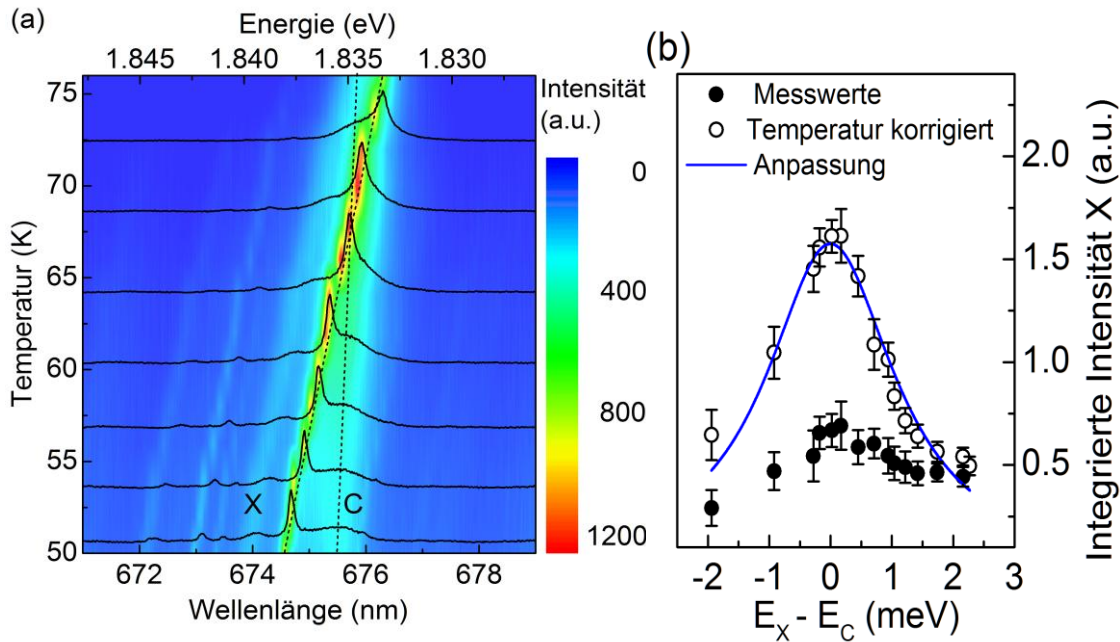 (a)
Energie (eV)
1.845 1.840 1.835 1.830
75
70
65
60
55
50
Temperatur (K)
X C
672 674 676 678
Wellenlänge (nm)
Intensität
(a.u.)
0
400
800
1200
(b)
Messwerte
Temperatur korrigiert
Anpassung
2.0
1.5
1.0
0.5
Integrierte Intensität X (a.u.)
-2 -1 0 1 2 3
E_X - E_C (meV)